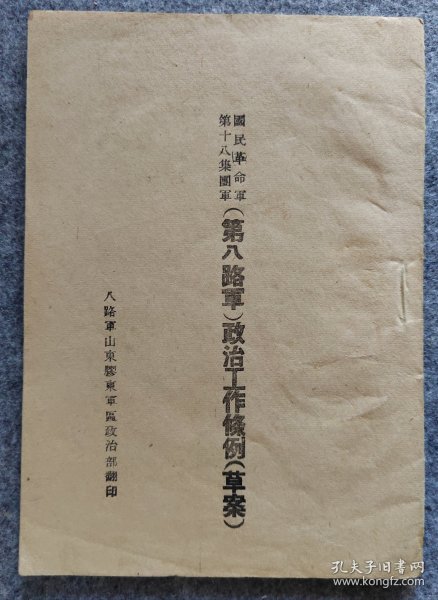 國民革命軍
第十八集團軍
(第八路軍)政治工作條例(草案)
八路軍山東膠東軍區政治部翻印
孔夫子旧书网
www.kongfz.com